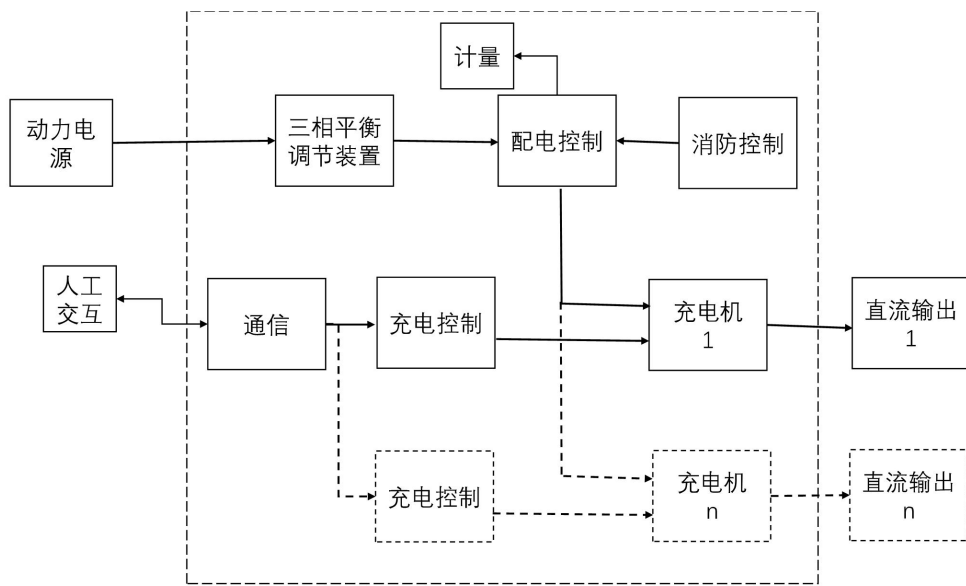 计量
动力电
源
三相平衡
调节装置
配电控制
消防控制
人工
交互
通信
充电控制
充电机
1
直流输出
1
充电控制
充电机
n
直流输出
n